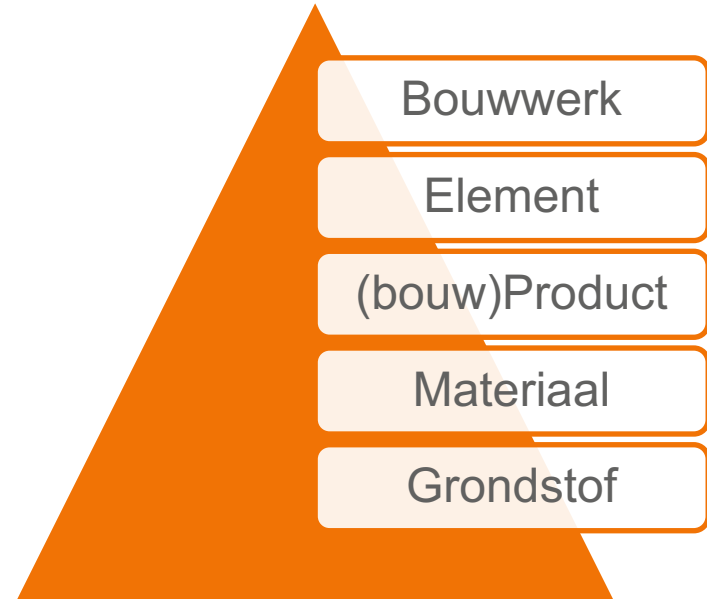 Bouwwerk
Element
(bouw)Product
Materiaal
Grondstof